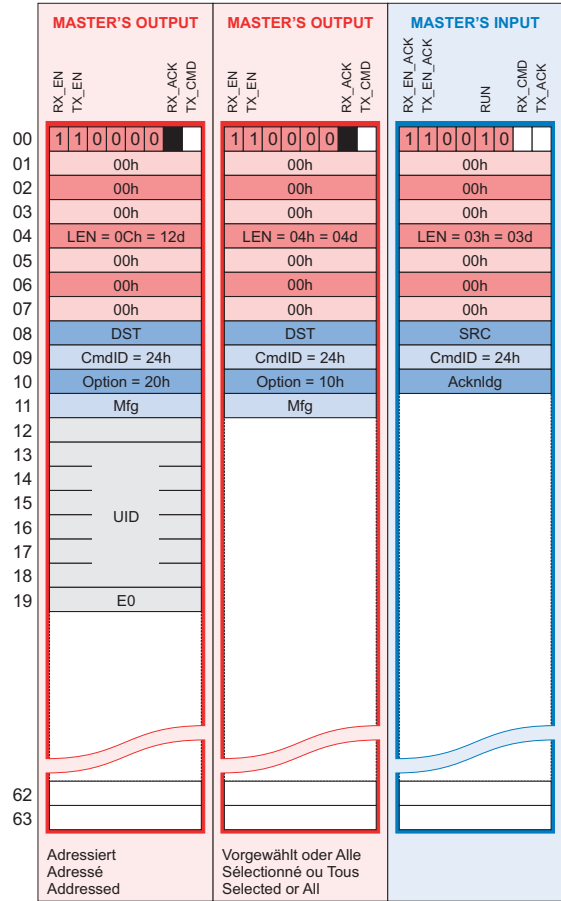 MASTER'S OUTPUT MASTER'S OUTPUT MASTER'S INPUT
RX_EN TX_EN RX_ACK TX_CMD RX_EN TX_EN RX_ACK TX_CMD RX_EN_ACK TX_EN_ACK RUN RX_CMD TX_ACK
00 1 1 0 0 0 0 1 1 0 0 0 0 1 1 0 0 1 0
01 00h 00h 00h
02 00h 00h 00h
03 00h 00h 00h
04 LEN = 0Ch = 12d LEN = 04h = 04d LEN = 03h = 03d
05 00h 00h 00h
06 00h 00h 00h
07 00h 00h 00h
08 DST DST SRC
09 CmdID = 24h CmdID = 24h CmdID = 24h
10 Option = 20h Option = 10h Acknldg
11 Mfg Mfg
12
13
14
15
UID
16
17
18
19 E0
62
63
Adressiert Vorgewählt oder Alle
Adressé Sélectionné ou Tous
Addressed Selected or All